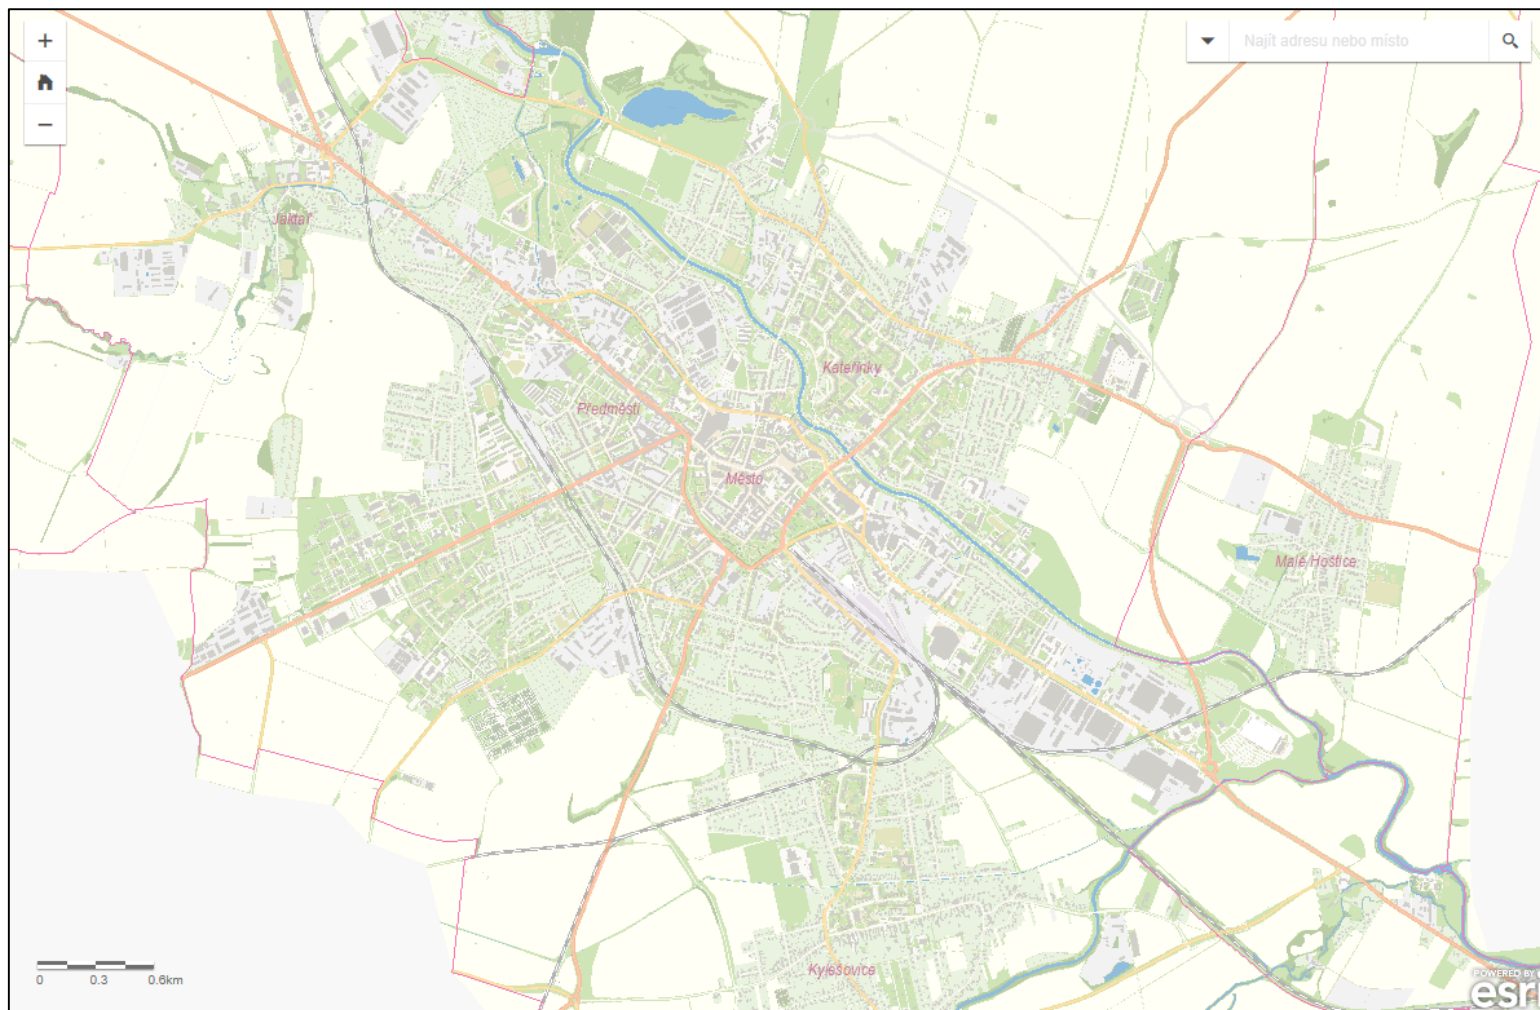 +
−
Najít adresu nebo místo
Jaktař
Kateřinky
Předměstí
Město
Malé Hoštice
Kylešovice
0 0.3 0.6km
POWERED BY
esri